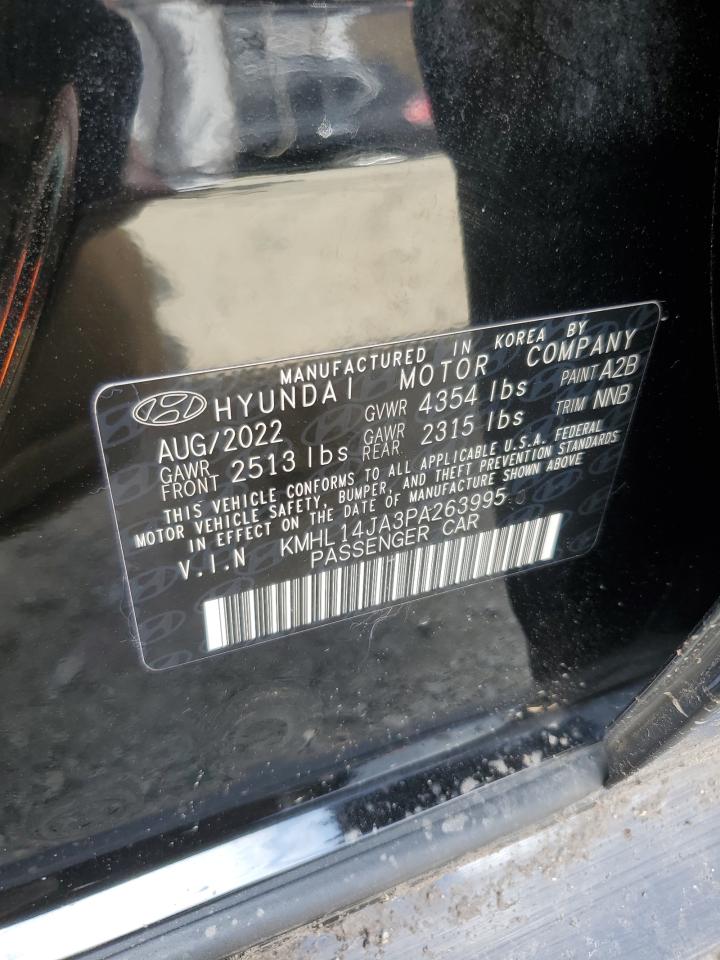 MANUFACTURED IN KOREA BY
HYUNDAI MOTOR COMPANY
AUG/2022 GVWR 4354 lbs PAINT A2B
GAWR FRONT 2513 lbs GAWR REAR 2315 lbs TRIM NNB
THIS VEHICLE CONFORMS TO ALL APPLICABLE U.S.A. FEDERAL
MOTOR VEHICLE SAFETY, BUMPER, AND THEFT PREVENTION STANDARDS
IN EFFECT ON THE DATE OF MANUFACTURE SHOWN ABOVE
V.I.N KMHL14JA3PA263995
PASSENGER CAR